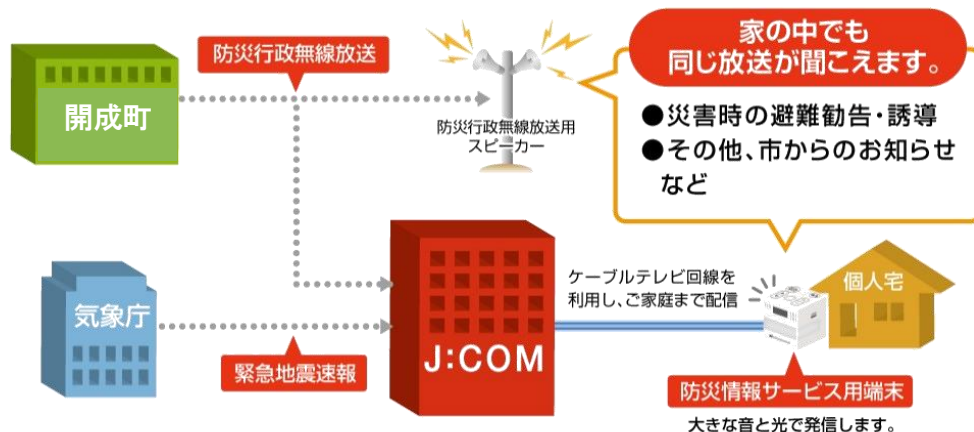 防災行政無線放送
開成町
防災行政無線放送用
スピーカー
家の中でも
同じ放送が聞こえます。
●災害時の避難勧告・誘導
●その他、市からのお知らせ
など
気象庁
緊急地震速報
J:COM
ケーブルテレビ回線を
利用し、ご家庭まで配信
個人宅
防災情報サービス用端末
大きな音と光で発信します。